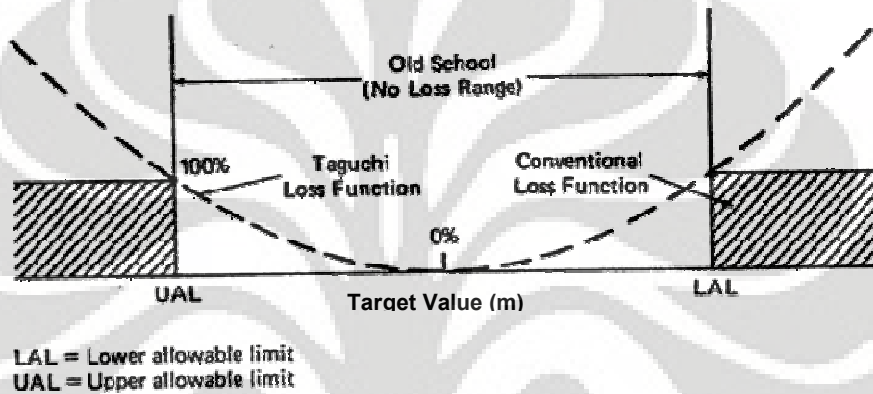 Old School
(No Loss Range)
100%
Taguchi
Loss Function
Conventional
Loss Function
0%
UAL
Target Value (m)
LAL
LAL = Lower allowable limit
UAL = Upper allowable limit